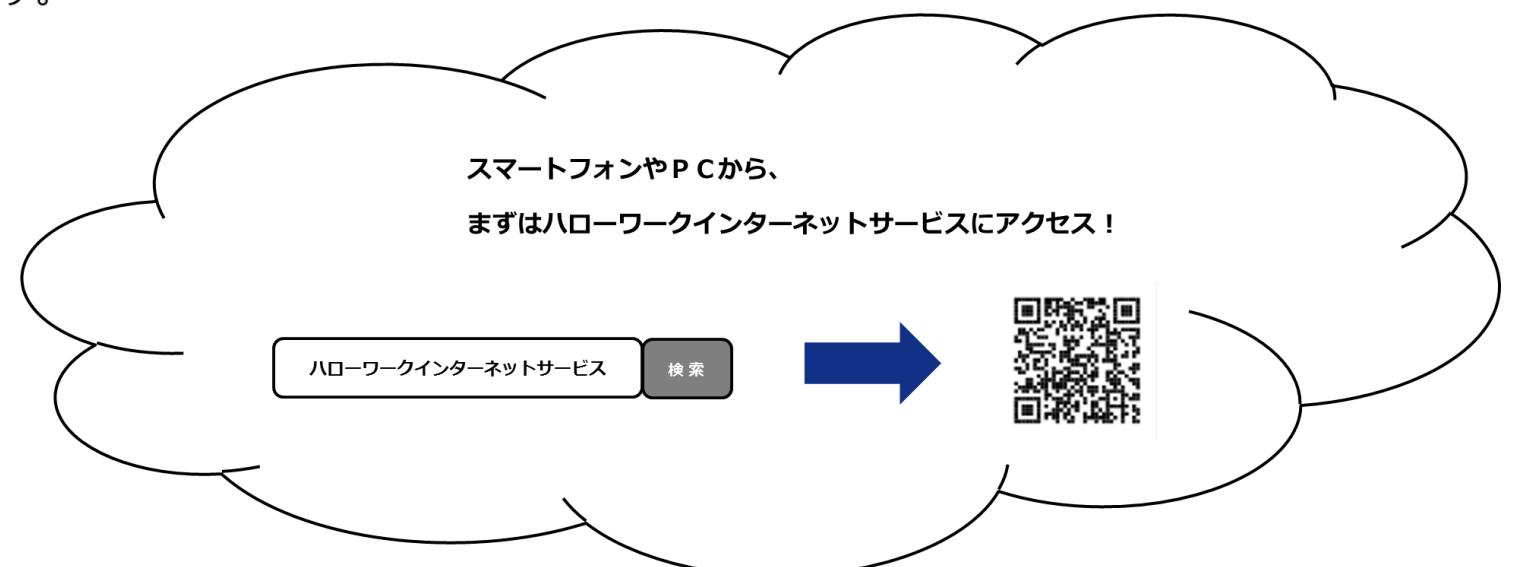 す。
スマートフォンやＰＣから、
まずはハローワークインターネットサービスにアクセス！
ハローワークインターネットサービス 検 索